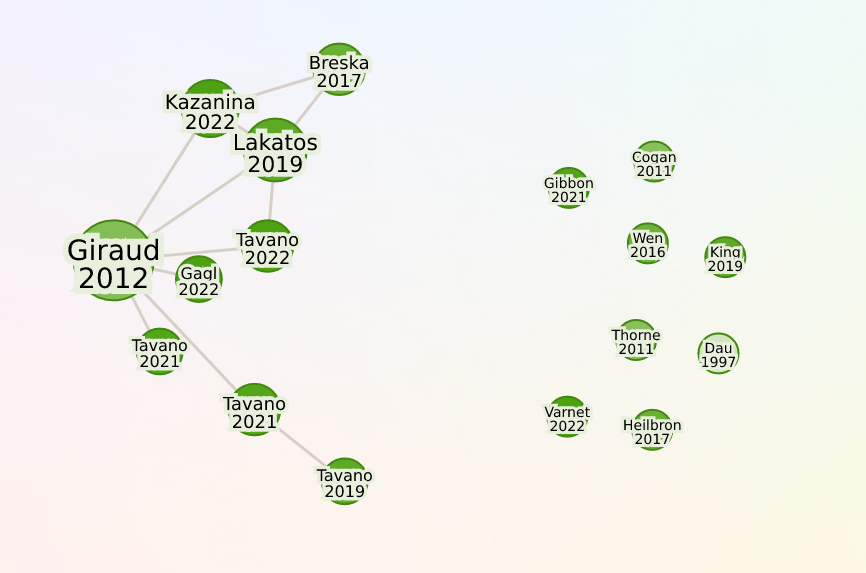 Breska
2017
Kazanina
2022
Lakatos
2019
Cogan
2011
Gibbon
2021
Giraud
2012
Tavano
2022
Wen
2016
King
2019
Gagl
2022
Tavano
2021
Thorne
2011
Dau
1997
Tavano
2021
Varnet
2022
Heilbron
2017
Tavano
2019